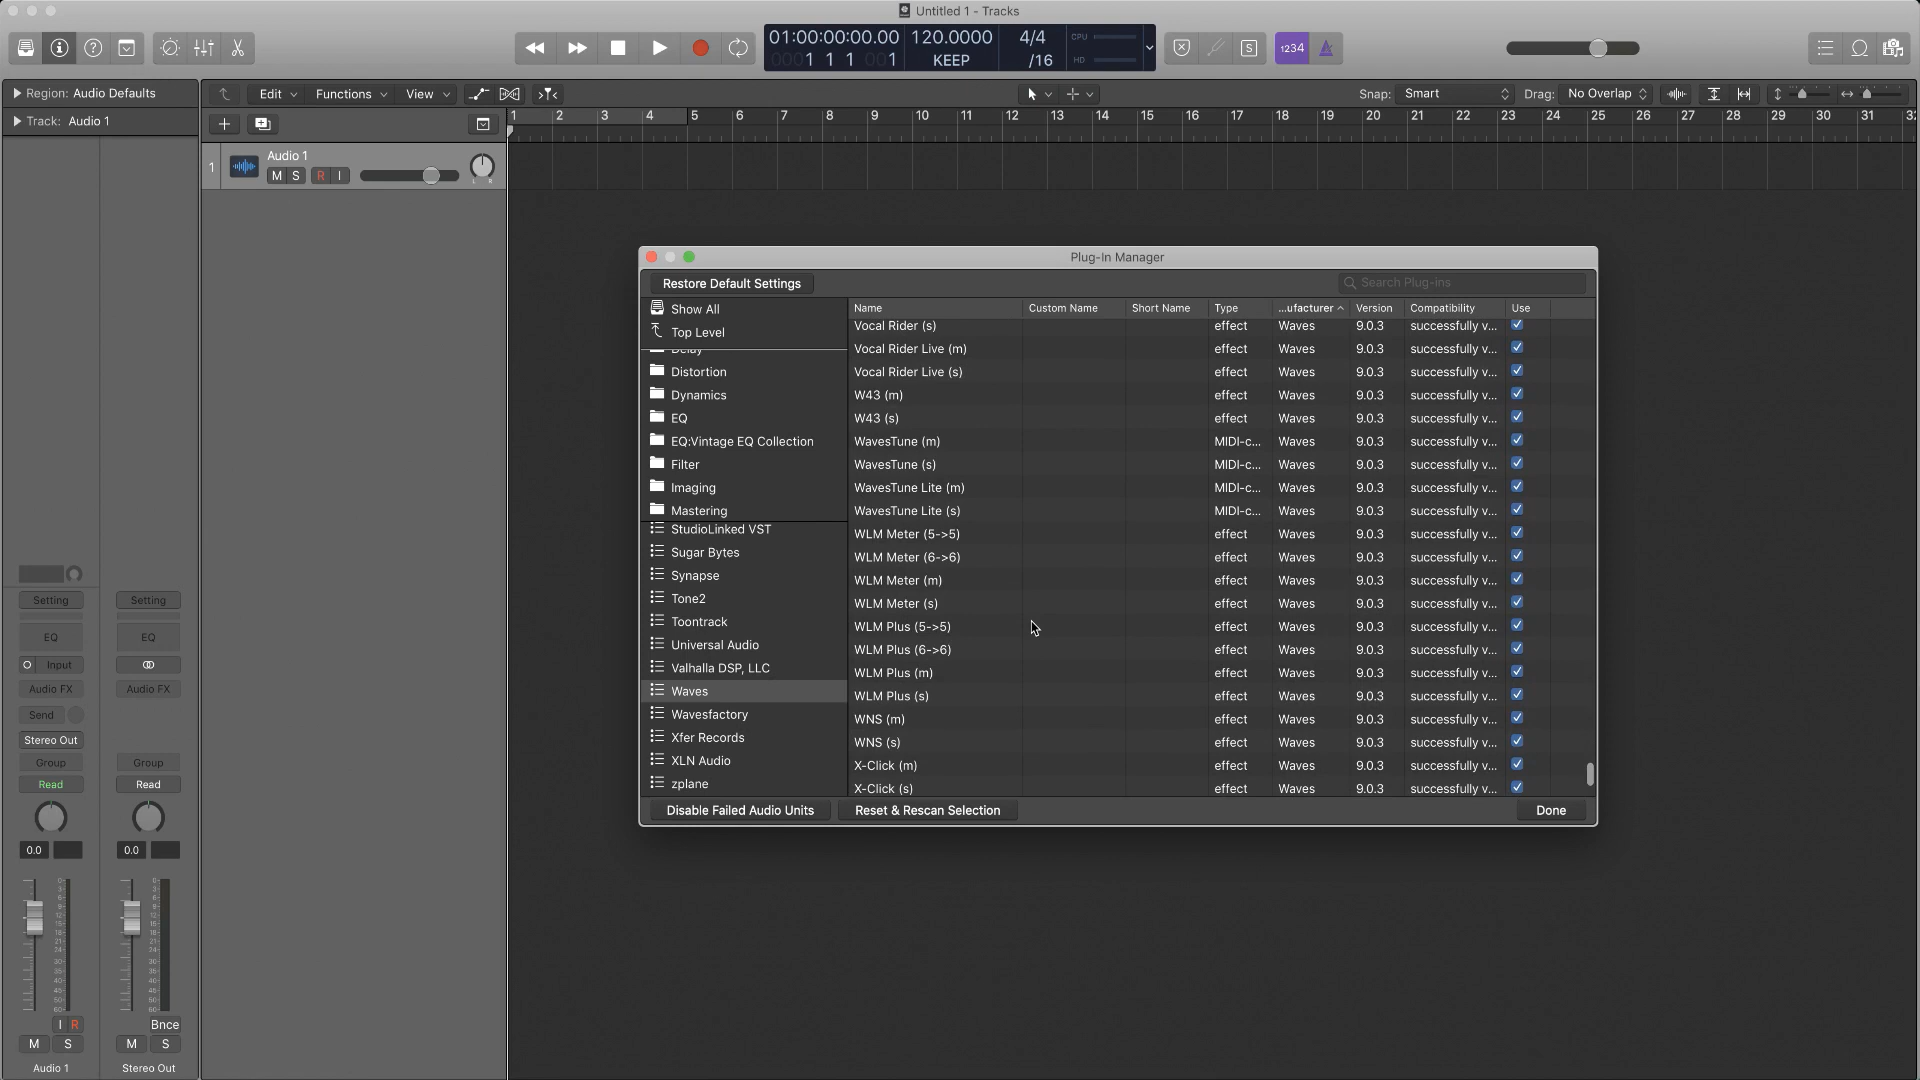 Untitled 1 - Tracks
01:00:00:00.00 120.0000 4/4 CPU
0001 1 1 001 KEEP /16 HD
1234
S
Region: Audio Defaults
Edit Functions View
Snap: Smart Drag: No Overlap
Track: Audio 1
1 2 3 4 5 6 7 8 9 10 11 12 13 14 15 16 17 18 19 20 21 22 23 24 25 26 27 28 29 30 31
1 Audio 1
M S R I L R
Plug-In Manager
Restore Default Settings
Search Plug-ins
Show All
Top Level
Delay
Distortion
Dynamics
EQ
EQ:Vintage EQ Collection
Filter
Imaging
Mastering
StudioLinked VST
Sugar Bytes
Synapse
Tone2
Toontrack
Universal Audio
Valhalla DSP, LLC
Waves
Wavesfactory
Xfer Records
XLN Audio
zplane
Name Custom Name Short Name Type ...ufacturer Version Compatibility Use
Vocal Rider (s) effect Waves 9.0.3 successfully v...
Vocal Rider Live (m) effect Waves 9.0.3 successfully v...
Vocal Rider Live (s) effect Waves 9.0.3 successfully v...
W43 (m) effect Waves 9.0.3 successfully v...
W43 (s) effect Waves 9.0.3 successfully v...
WavesTune (m) MIDI-c... Waves 9.0.3 successfully v...
WavesTune (s) MIDI-c... Waves 9.0.3 successfully v...
WavesTune Lite (m) MIDI-c... Waves 9.0.3 successfully v...
WavesTune Lite (s) MIDI-c... Waves 9.0.3 successfully v...
WLM Meter (5->5) effect Waves 9.0.3 successfully v...
WLM Meter (6->6) effect Waves 9.0.3 successfully v...
WLM Meter (m) effect Waves 9.0.3 successfully v...
WLM Meter (s) effect Waves 9.0.3 successfully v...
WLM Plus (5->5) effect Waves 9.0.3 successfully v...
WLM Plus (6->6) effect Waves 9.0.3 successfully v...
WLM Plus (m) effect Waves 9.0.3 successfully v...
WLM Plus (s) effect Waves 9.0.3 successfully v...
WNS (m) effect Waves 9.0.3 successfully v...
WNS (s) effect Waves 9.0.3 successfully v...
X-Click (m) effect Waves 9.0.3 successfully v...
X-Click (s) effect Waves 9.0.3 successfully v...
Disable Failed Audio Units Reset & Rescan Selection Done
Setting Setting
EQ EQ
Input
Audio FX Audio FX
Send
Stereo Out
Group Group
Read Read
0.0 0.0
I R Bnce
M S M S
Audio 1 Stereo Out